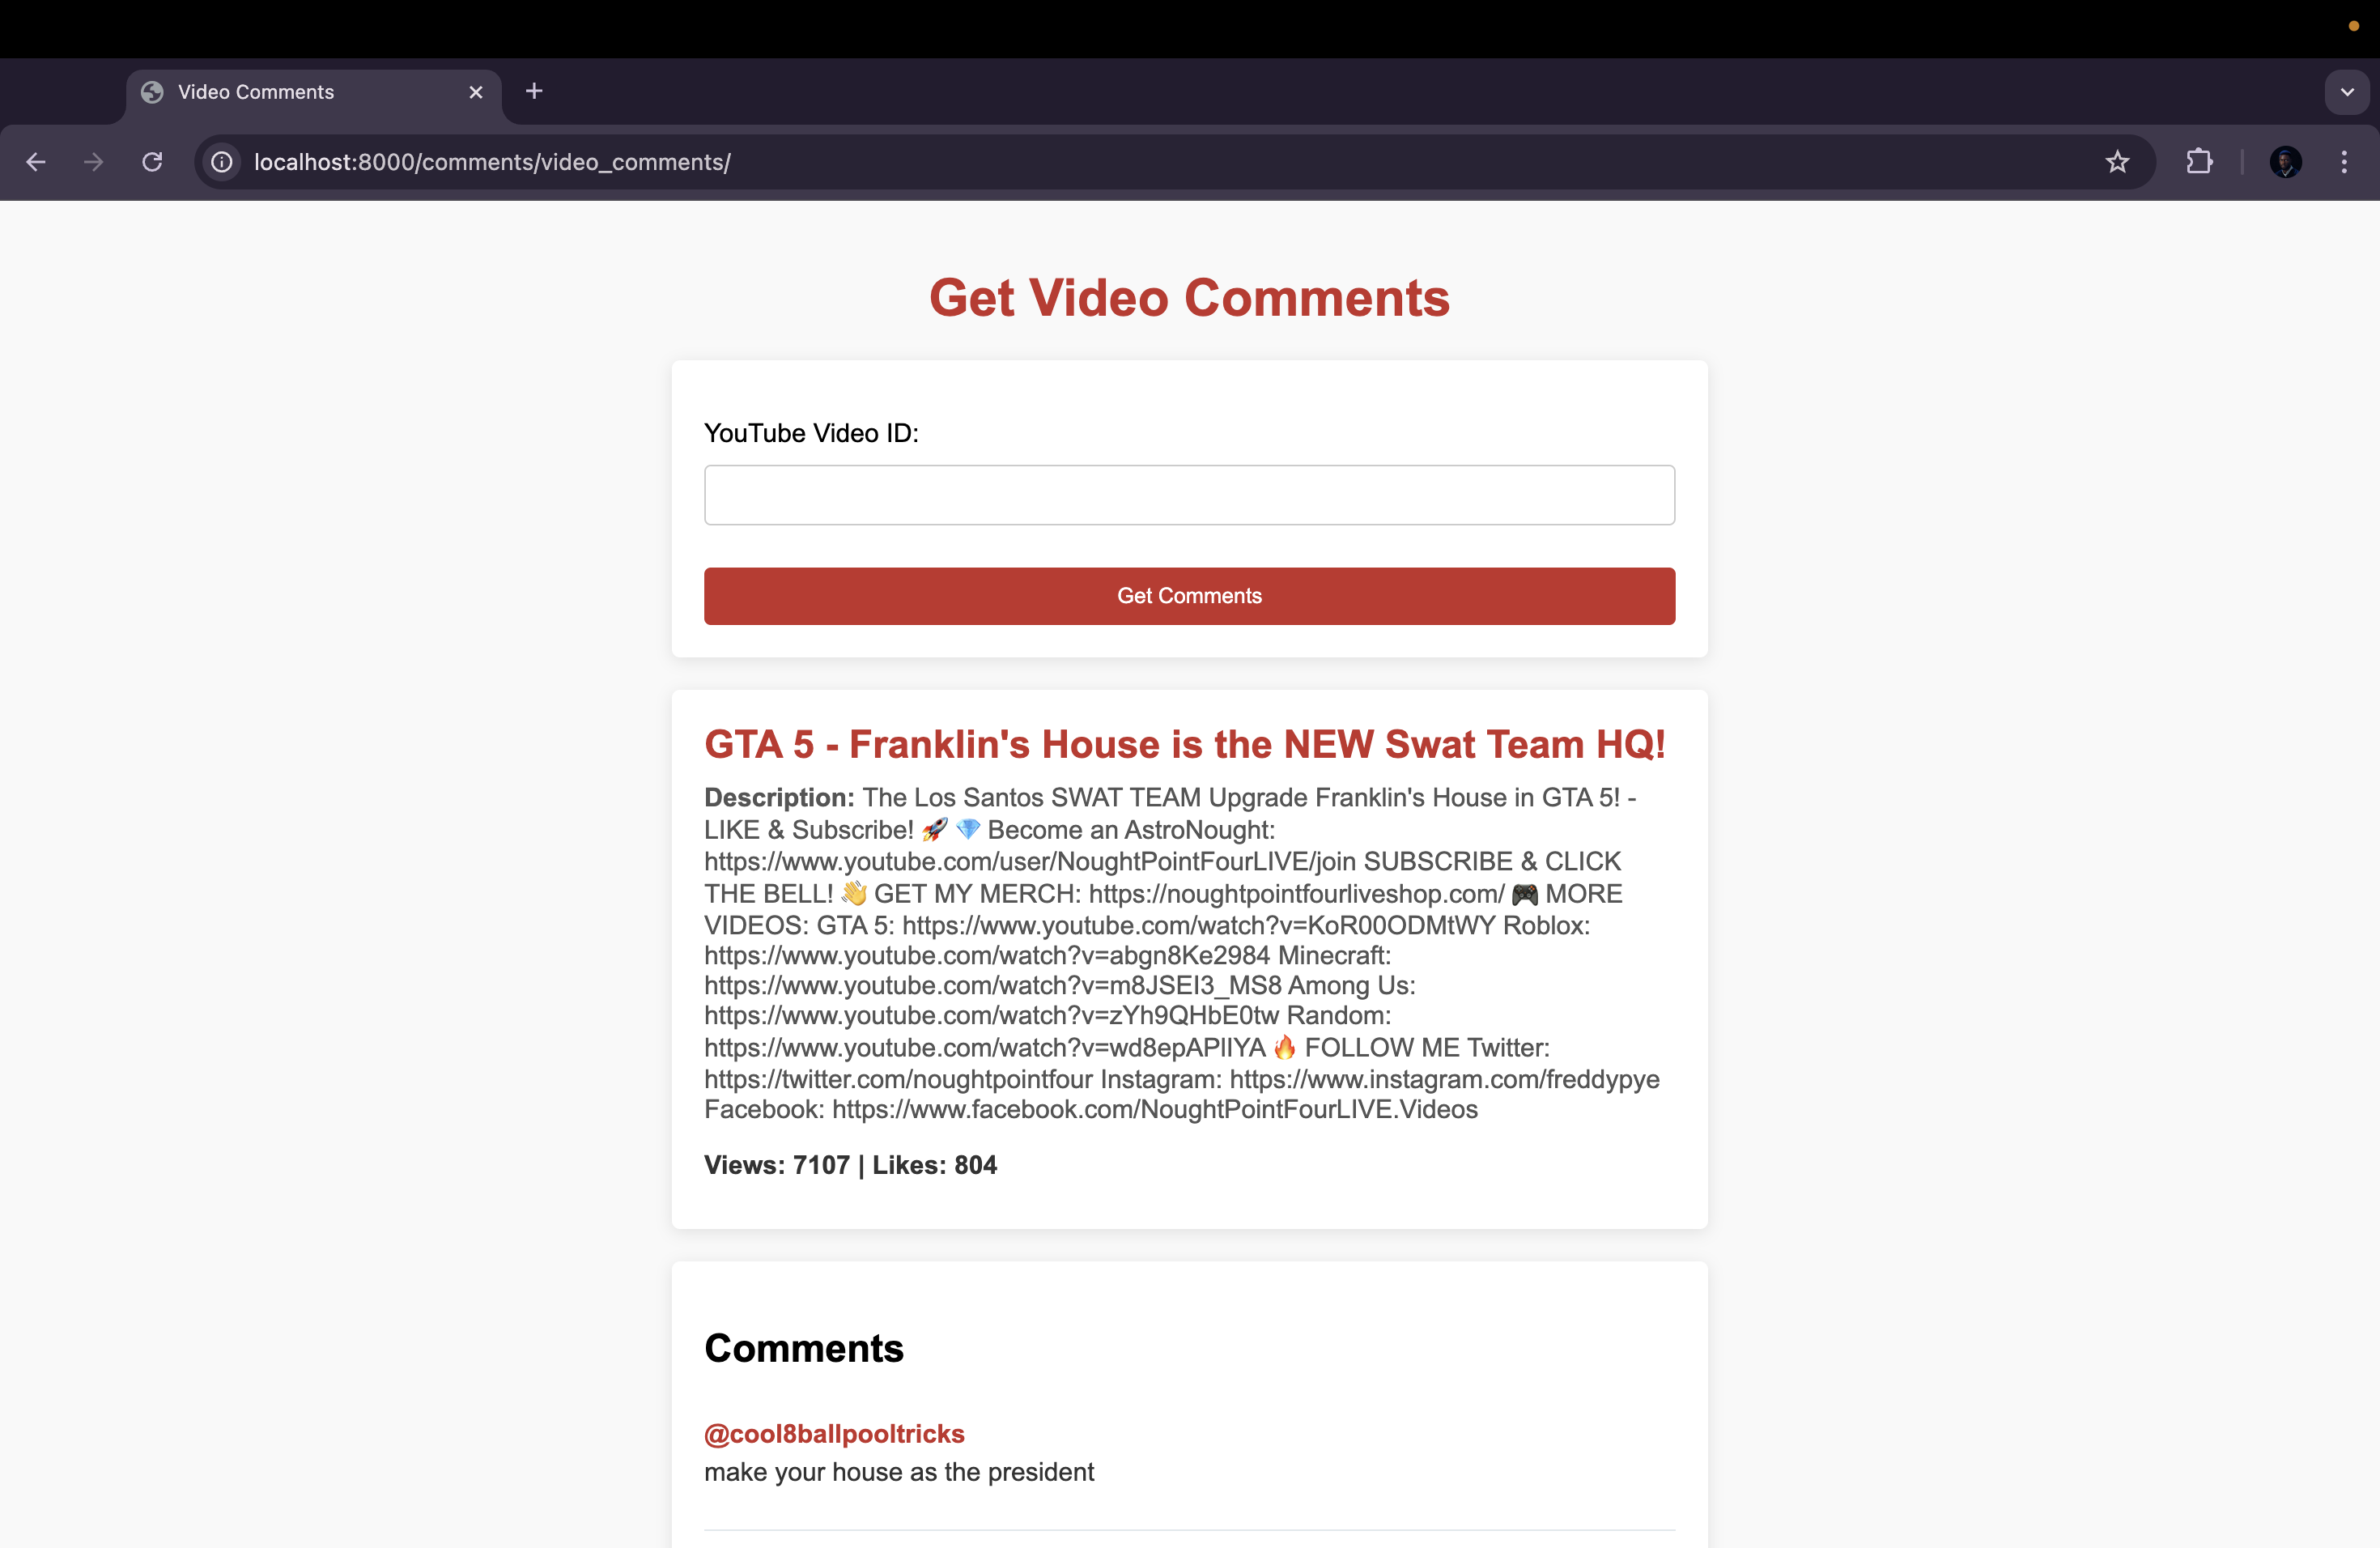 Video Comments
localhost:8000/comments/video_comments/
Get Video Comments
YouTube Video ID:
Get Comments
GTA 5 - Franklin's House is the NEW Swat Team HQ!
Description: The Los Santos SWAT TEAM Upgrade Franklin's House in GTA 5! -
LIKE & Subscribe! 🚀 💎 Become an AstroNought:
https://www.youtube.com/user/NoughtPointFourLIVE/join SUBSCRIBE & CLICK
THE BELL! 👋 GET MY MERCH: https://noughtpointfourliveshop.com/ 🎮 MORE
VIDEOS: GTA 5: https://www.youtube.com/watch?v=KoR00ODMtWY Roblox:
https://www.youtube.com/watch?v=abgn8Ke2984 Minecraft:
https://www.youtube.com/watch?v=m8JSEI3_MS8 Among Us:
https://www.youtube.com/watch?v=zYh9QHbE0tw Random:
https://www.youtube.com/watch?v=wd8epAPlIYA 🔥 FOLLOW ME Twitter:
https://twitter.com/noughtpointfour Instagram: https://www.instagram.com/freddypye
Facebook: https://www.facebook.com/NoughtPointFourLIVE.Videos
Views: 7107 | Likes: 804
Comments
@cool8ballpooltricks
make your house as the president